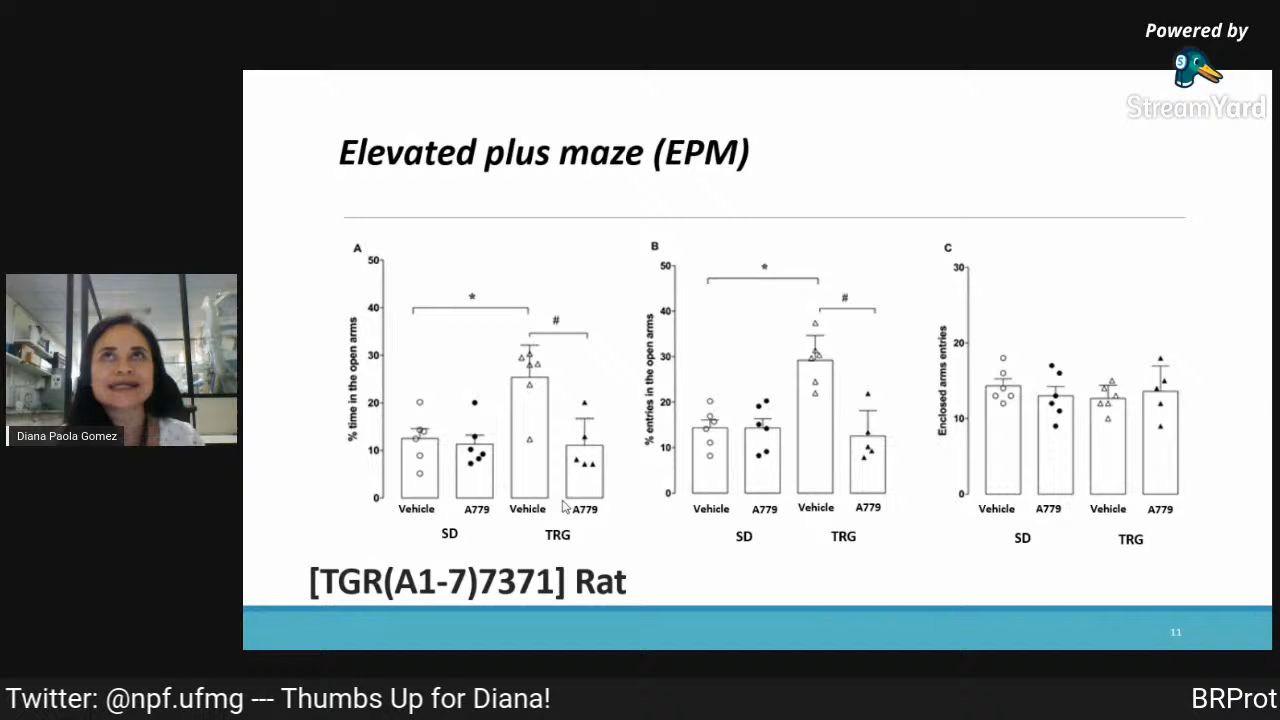 Powered by
StreamYard
Elevated plus maze (EPM)
A
50
40
30
20
10
0
% time in the open arms
*
#
Vehicle
A779
Vehicle
A779
SD
TRG
B
50
40
30
20
10
0
% entries in the open arms
*
#
Vehicle
A779
Vehicle
A779
SD
TRG
C
30
20
10
0
Enclosed arms entries
Vehicle
A779
Vehicle
A779
SD
TRG
[TGR(A1-7)7371] Rat
11
Diana Paola Gomez
Twitter: @npf.ufmg --- Thumbs Up for Diana!
BRProt